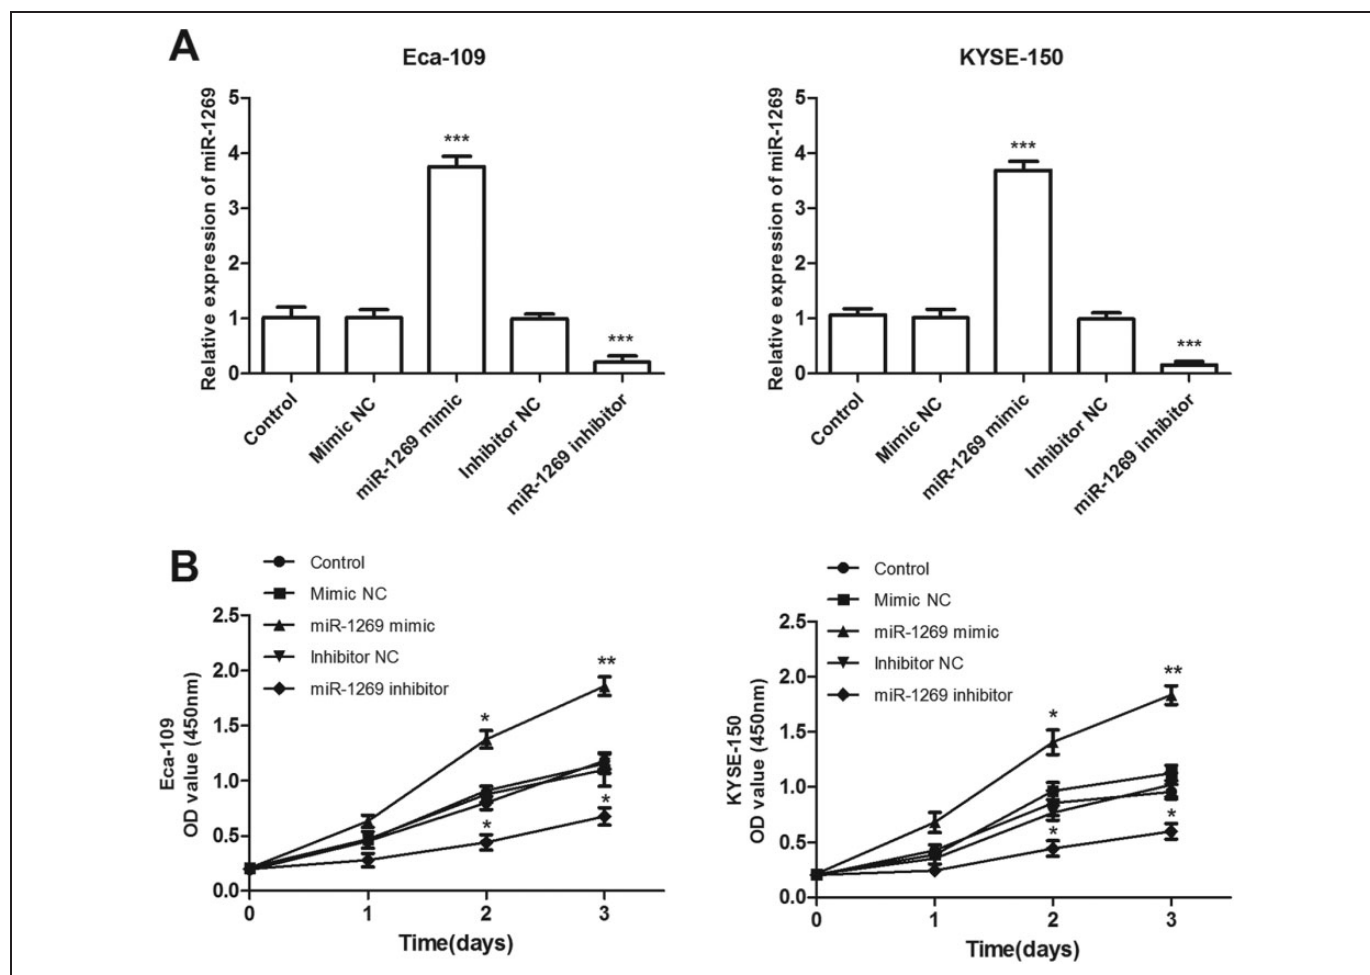 A
Eca-109
KYSE-150
Relative expression of miR-1269
5
4
3
2
1
0
***
***
Control
Mimic NC
miR-1269 mimic
Inhibitor NC
miR-1269 inhibitor
Relative expression of miR-1269
5
4
3
2
1
0
***
***
Control
Mimic NC
miR-1269 mimic
Inhibitor NC
miR-1269 inhibitor
B
Control
Mimic NC
miR-1269 mimic
Inhibitor NC
miR-1269 inhibitor
Eca-109
OD value (450nm)
2.5
2.0
1.5
1.0
0.5
0.0
*
**
*
*
0 1 2 3
Time(days)
Control
Mimic NC
miR-1269 mimic
Inhibitor NC
miR-1269 inhibitor
KYSE-150
OD value (450nm)
2.5
2.0
1.5
1.0
0.5
0.0
*
**
*
*
0 1 2 3
Time(days)